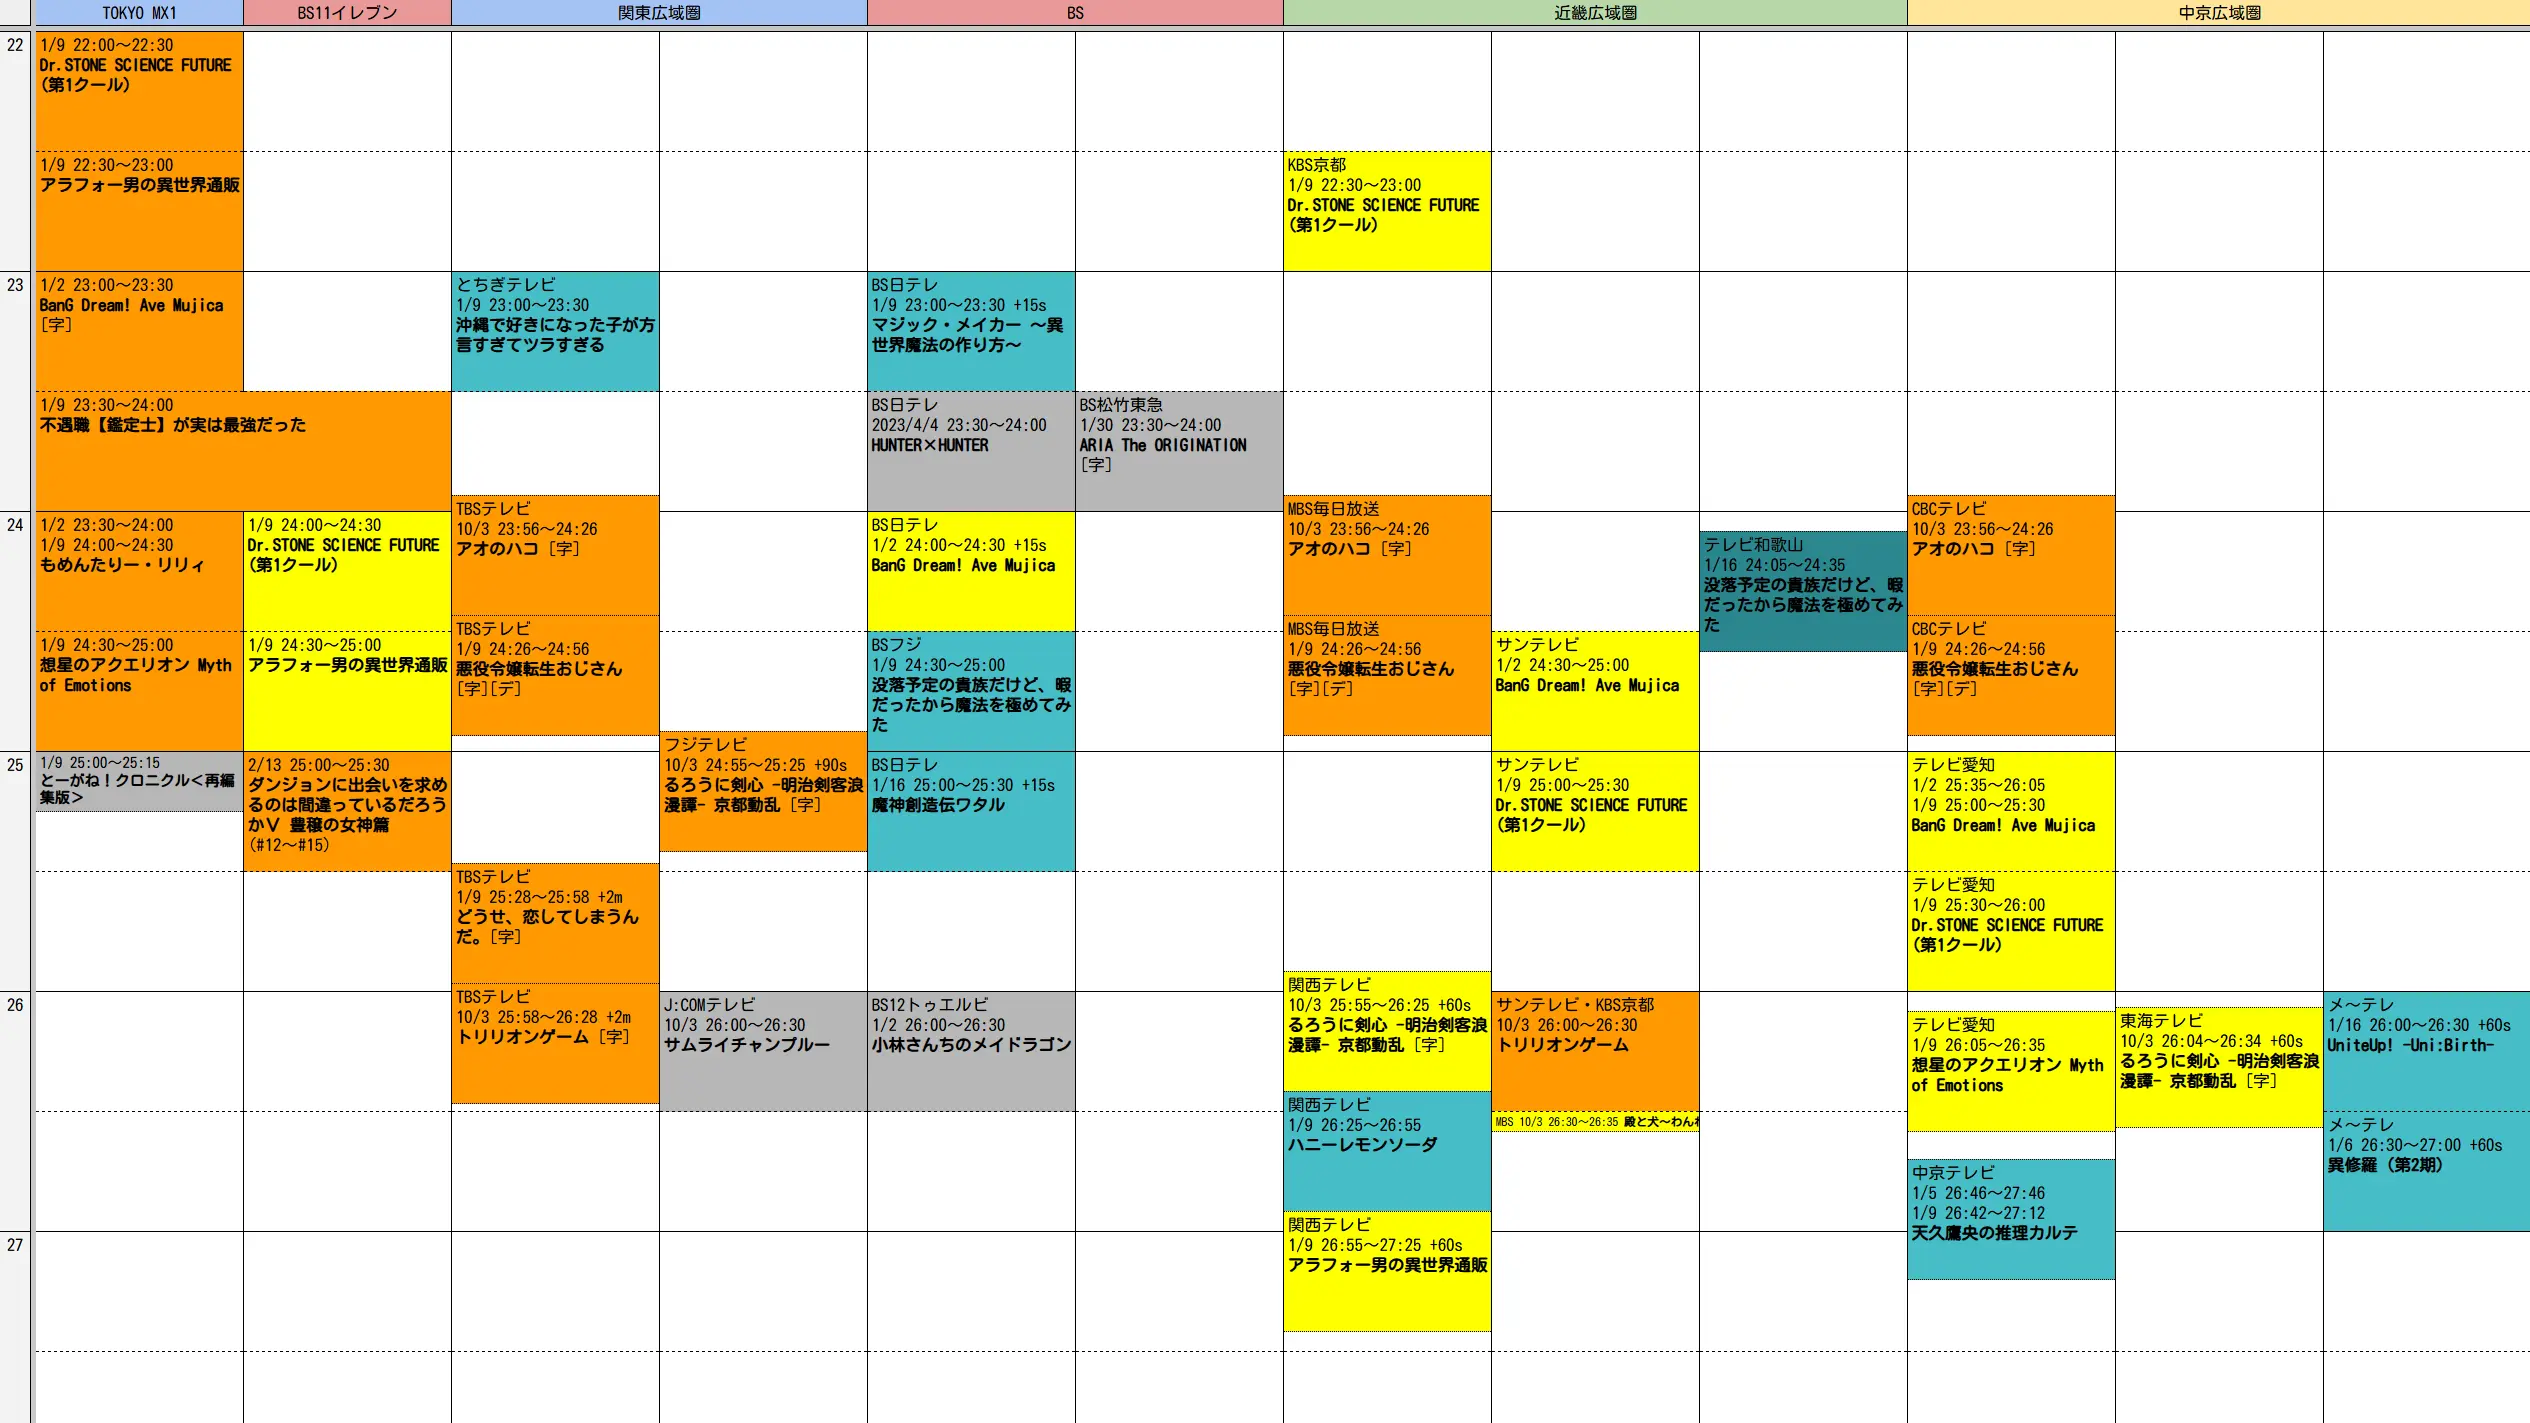 TOKYO MX1
BS11イレブン
関東広域圏
BS
近畿広域圏
中京広域圏
22
1/9 22:00～22:30
Dr.STONE SCIENCE FUTURE
(第1クール)
1/9 22:30～23:00
アラフォー男の異世界通販
KBS京都
1/9 22:30～23:00
Dr.STONE SCIENCE FUTURE
(第1クール)
23
1/2 23:00～23:30
BanG Dream! Ave Mujica
[字]
とちぎテレビ
1/9 23:00～23:30
沖縄で好きになった子が方
言すぎてツラすぎる
BS日テレ
1/9 23:00～23:30 +15s
マジック・メイカー ～異
世界魔法の作り方～
1/9 23:30～24:00
不遇職【鑑定士】が実は最強だった
BS日テレ
2023/4/4 23:30～24:00
HUNTER×HUNTER
BS松竹東急
1/30 23:30～24:00
ARIA The ORIGINATION
[字]
TBSテレビ
10/3 23:56～24:26
アオのハコ [字]
MBS毎日放送
10/3 23:56～24:26
アオのハコ [字]
CBCテレビ
10/3 23:56～24:26
アオのハコ [字]
24
1/2 23:30～24:00
1/9 24:00～24:30
もめんたりー・リリィ
1/9 24:00～24:30
Dr.STONE SCIENCE FUTURE
(第1クール)
BS日テレ
1/2 24:00～24:30 +15s
BanG Dream! Ave Mujica
テレビ和歌山
1/16 24:05～24:35
没落予定の貴族だけど、暇
だったから魔法を極めてみ
た
TBSテレビ
1/9 24:26～24:56
悪役令嬢転生おじさん
[字][デ]
MBS毎日放送
1/9 24:26～24:56
悪役令嬢転生おじさん
[字][デ]
CBCテレビ
1/9 24:26～24:56
悪役令嬢転生おじさん
[字][デ]
1/9 24:30～25:00
想星のアクエリオン Myth
of Emotions
1/9 24:30～25:00
アラフォー男の異世界通販
BSフジ
1/9 24:30～25:00
没落予定の貴族だけど、暇
だったから魔法を極めてみ
た
サンテレビ
1/2 24:30～25:00
BanG Dream! Ave Mujica
フジテレビ
10/3 24:55～25:25 +90s
るろうに剣心 -明治剣客浪
漫譚- 京都動乱 [字]
25
1/9 25:00～25:15
とーがね！クロニクル＜再編
集版＞
2/13 25:00～25:30
ダンジョンに出会いを求め
るのは間違っているだろう
かⅤ 豊穣の女神篇
(#12～#15)
BS日テレ
1/16 25:00～25:30 +15s
魔神創造伝ワタル
サンテレビ
1/9 25:00～25:30
Dr.STONE SCIENCE FUTURE
(第1クール)
テレビ愛知
1/2 25:35～26:05
1/9 25:00～25:30
BanG Dream! Ave Mujica
TBSテレビ
1/9 25:28～25:58 +2m
どうせ、恋してしまうん
だ。[字]
テレビ愛知
1/9 25:30～26:00
Dr.STONE SCIENCE FUTURE
(第1クール)
関西テレビ
10/3 25:55～26:25 +60s
るろうに剣心 -明治剣客浪
漫譚- 京都動乱 [字]
TBSテレビ
10/3 25:58～26:28 +2m
トリリオンゲーム [字]
26
J:COMテレビ
10/3 26:00～26:30
サムライチャンプルー
BS12トゥエルビ
1/2 26:00～26:30
小林さんちのメイドラゴン
サンテレビ・KBS京都
10/3 26:00～26:30
トリリオンゲーム
テレビ愛知
1/9 26:05～26:35
想星のアクエリオン Myth
of Emotions
東海テレビ
10/3 26:04～26:34 +60s
るろうに剣心 -明治剣客浪
漫譚- 京都動乱 [字]
メ～テレ
1/16 26:00～26:30 +60s
UniteUp! -Uni:Birth-
関西テレビ
1/9 26:25～26:55
ハニーレモンソーダ
MBS 10/3 26:30～26:35 殿と犬～わん
メ～テレ
1/6 26:30～27:00 +60s
異修羅 (第2期)
中京テレビ
1/5 26:46～27:46
1/9 26:42～27:12
天久鷹央の推理カルテ
関西テレビ
1/9 26:55～27:25 +60s
アラフォー男の異世界通販
27